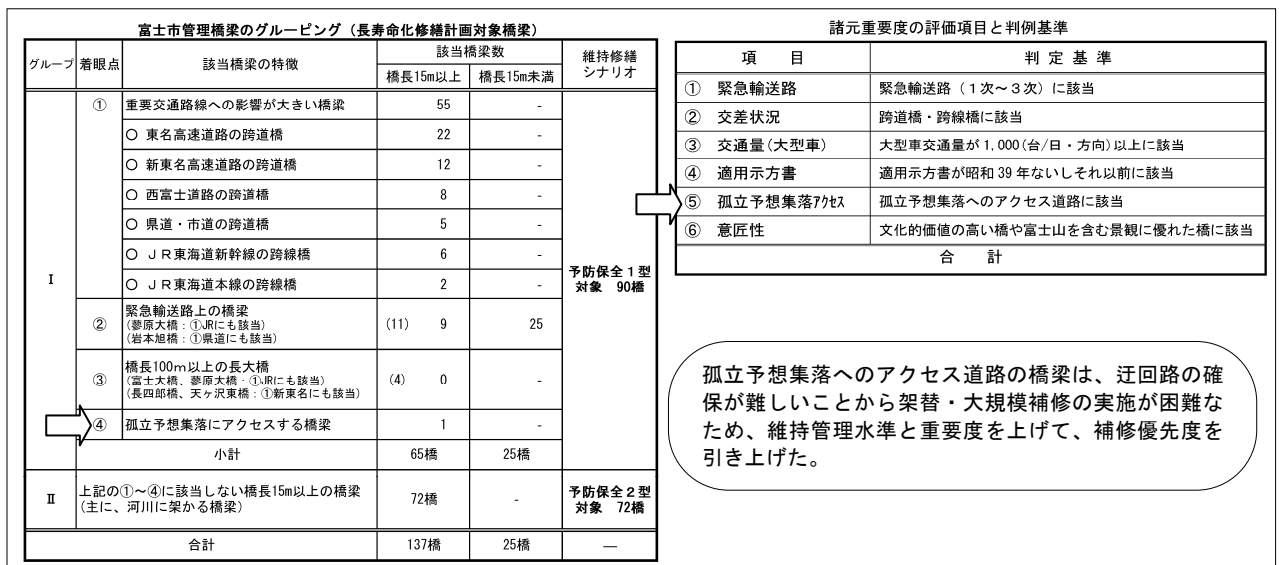 富士市管理橋梁のグルーピング（長寿命化修繕計画対象橋梁）
グループ 着眼点 該当橋梁の特徴 該当橋梁数 維持修繕シナリオ
橋長15m以上 橋長15m未満
Ⅰ
① 重要交通路線への影響が大きい橋梁 55 -
○ 東名高速道路の跨道橋 22 -
○ 新東名高速道路の跨道橋 12 -
○ 西富士道路の跨道橋 8 -
○ 県道・市道の跨道橋 5 -
○ ＪＲ東海道新幹線の跨線橋 6 -
○ ＪＲ東海道本線の跨線橋 2 -
予防保全１型
対象 90橋
② 緊急輸送路上の橋梁 (11) 9 25
(蓼原大橋：①JRにも該当)
(岩本旭橋：①県道にも該当)
③ 橋長100m以上の長大橋 (4) 0 -
(富士大橋、蓼原大橋：①JRにも該当)
(長四郎橋、天ヶ沢東橋：①新東名にも該当)
④ 孤立予想集落にアクセスする橋梁 1 -
小計 65橋 25橋
Ⅱ 上記の①～④に該当しない橋長15m以上の橋梁 72橋 -
(主に、河川に架かる橋梁)
予防保全２型
対象 72橋
合計 137橋 25橋 ―
諸元重要度の評価項目と判例基準
項 目 判 定 基 準
① 緊急輸送路 緊急輸送路（１次～３次）に該当
② 交差状況 跨道橋・跨線橋に該当
③ 交通量(大型車) 大型車交通量が1,000(台/日・方向)以上に該当
④ 適用示方書 適用示方書が昭和39年ないしそれ以前に該当
⑤ 孤立予想集落ｱｸｾｽ 孤立予想集落へのアクセス道路に該当
⑥ 意匠性 文化的価値の高い橋や富士山を含む景観に優れた橋に該当
合 計
孤立予想集落へのアクセス道路の橋梁は、迂回路の確
保が難しいことから架替・大規模補修の実施が困難な
ため、維持管理水準と重要度を上げて、補修優先度を
引き上げた。